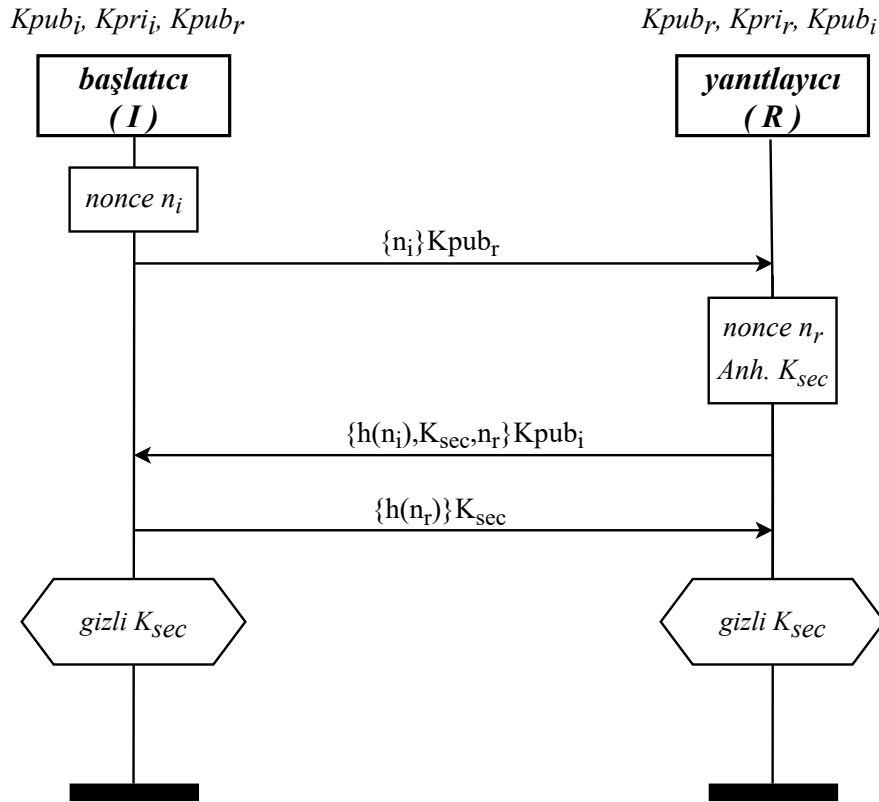 Kpubi, Kprii, Kpubr
Kpubr, Kprir, Kpubi
başlatıcı
( I )
yanıtlayıcı
( R )
nonce ni
{ni}Kpubr
nonce nr
Anh. Ksec
{h(ni),Ksec,nr}Kpubi
{h(nr)}Ksec
gizli Ksec
gizli Ksec